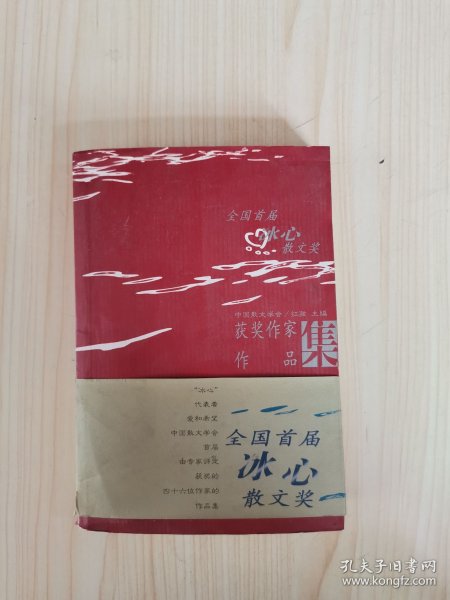 全国首届
冰心
散文奖
中国散文学会/红孩 主编
获奖作家
作品
集
“冰心”
代表着
爱和希望
中国散文学会
首届
由专家评定
获奖的
四十六位作家的
作品集
全国首届
冰心
散文奖
孔夫子旧书网
www.kongfz.com